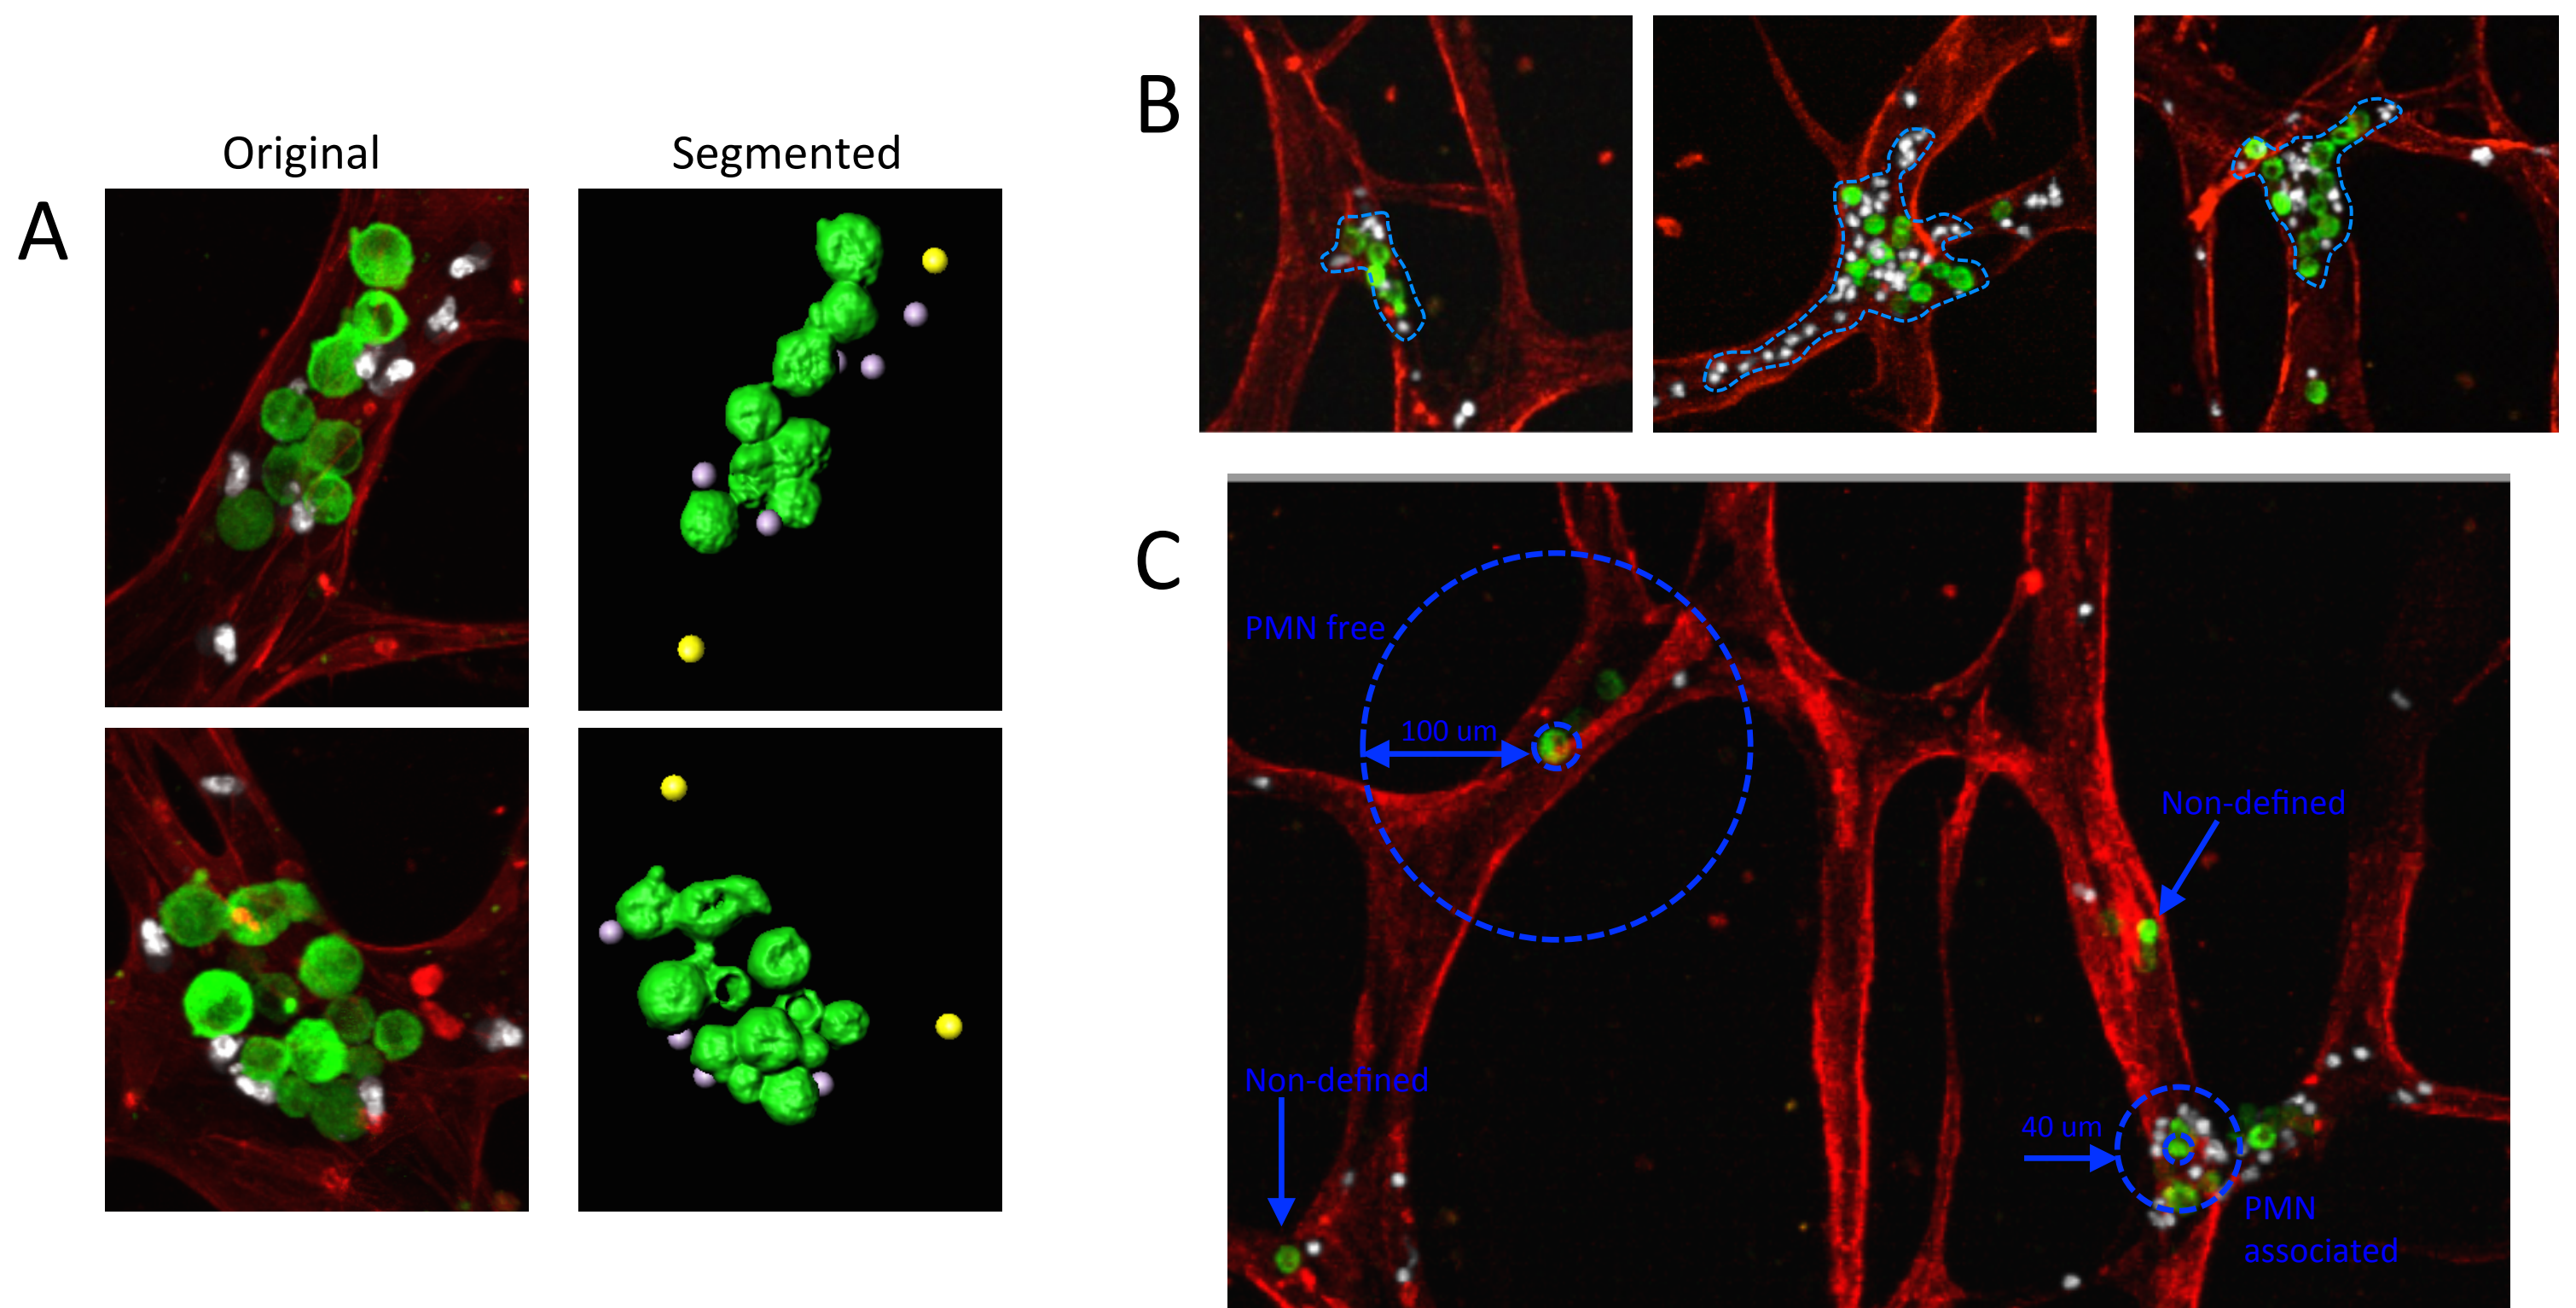 A
Original
Segmented
B
C
PMN free
100 um
Non-defined
Non-defined
40 um
PMN
associated